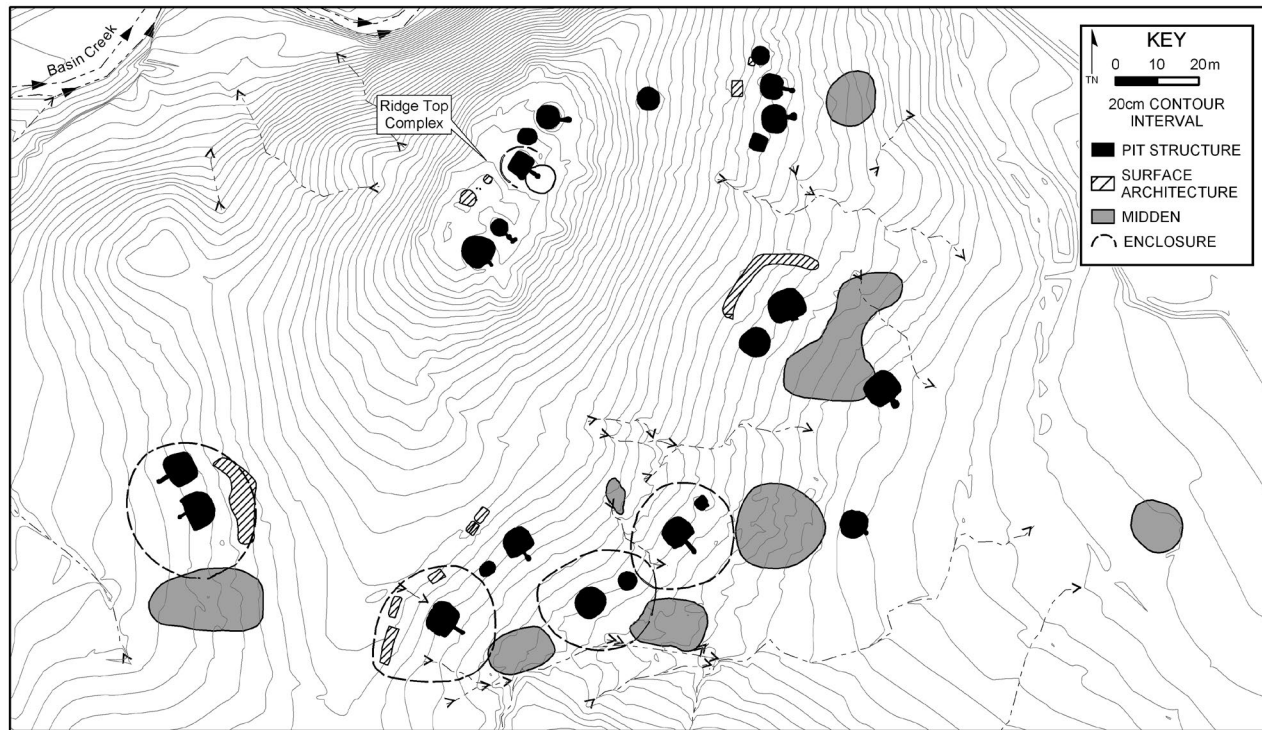 Basin Creek
Ridge Top
Complex
KEY
TN
0 10 20m
20cm CONTOUR
INTERVAL
PIT STRUCTURE
SURFACE
ARCHITECTURE
MIDDEN
ENCLOSURE